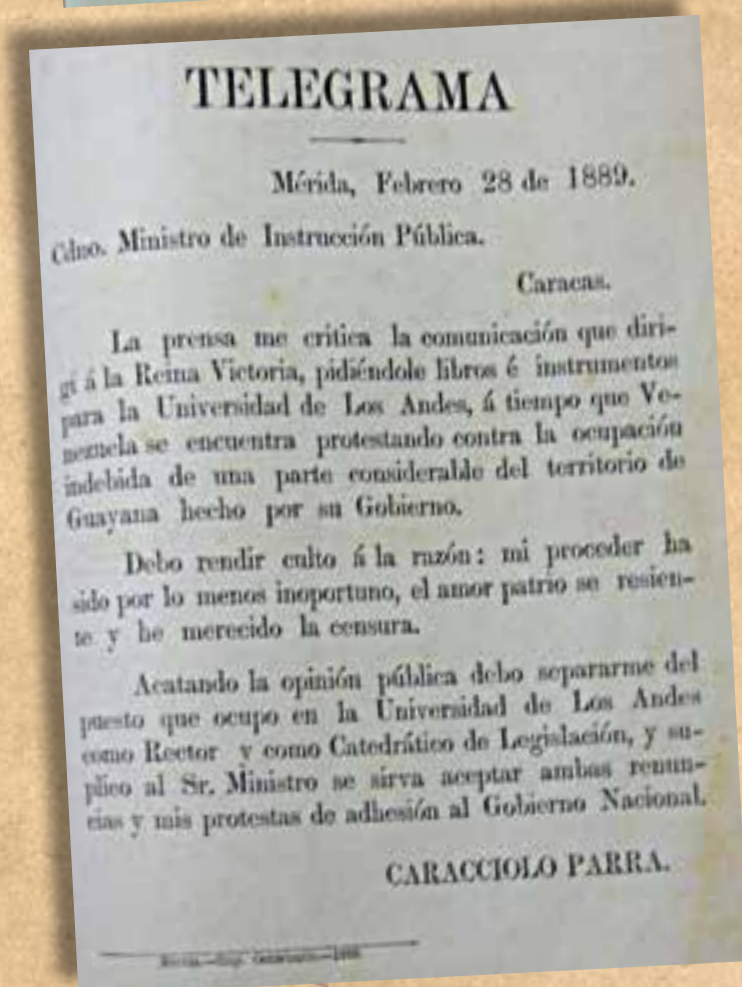 TELEGRAMA
Mérida, Febrero 28 de 1889.
Cdno. Ministro de Instrucción Pública.
Caracas.
La prensa me critica la comunicación que diri-
gí á la Reina Victoria, pidiéndole libros é instrumentos
para la Universidad de Los Andes, á tiempo que Ve-
nezuela se encuentra protestando contra la ocupación
indebida de una parte considerable del territorio de
Guayana hecho por su Gobierno.
Debo rendir culto á la razón: mi proceder ha
sido por lo menos inoportuno, el amor patrio se resien-
te y he merecido la censura.
Acatando la opinión pública debo separarme del
puesto que ocupo en la Universidad de Los Andes
como Rector y como Catedrático de Legislación, y su-
plico al Sr. Ministro se sirva aceptar ambas renun-
cias y mis protestas de adhesión al Gobierno Nacional.
CARACCIOLO PARRA.